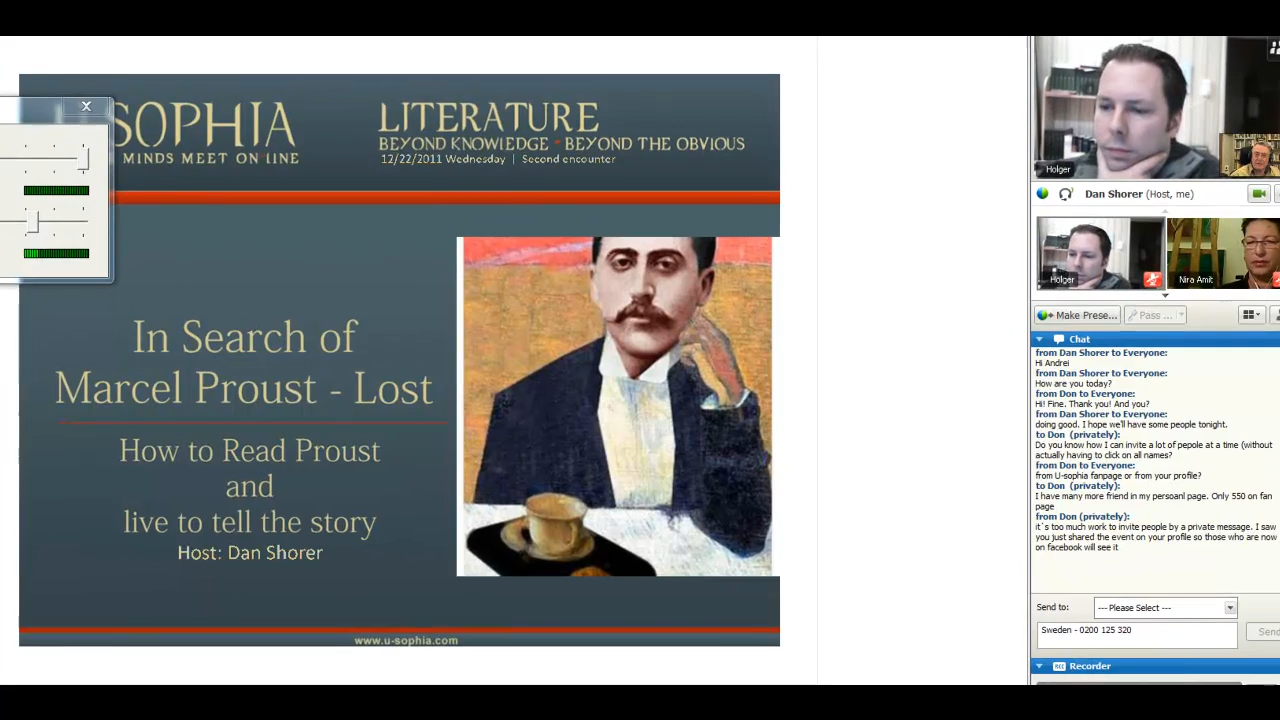 SOPHIA
MINDS MEET ONLINE
LITERATURE
BEYOND KNOWLEDGE - BEYOND THE OBVIOUS
12/22/2011 Wednesday | Second encounter
In Search of
Marcel Proust - Lost
How to Read Proust
and
live to tell the story
Host: Dan Shorer
www.u-sophia.com
X
Holger
Dan Shorer (Host, me)
Holger
Nira Amit
Make Prese...
Pass ...
Chat
from Dan Shorer to Everyone:
Hi Andrei
from Dan Shorer to Everyone:
How are you today?
from Don to Everyone:
Hi! Fine. Thank you! And you?
from Dan Shorer to Everyone:
doing good. I hope we'll have some people tonight.
to Don (privately):
Do you know how I can invite a lot of pepole at a time (without
actually having to click on all names?
from Don to Everyone:
from U-sophia fanpage or from your profile?
to Don (privately):
I have many more friend in my persoanl page. Only 550 on fan
page
from Don (privately):
it`s too much work to invite people by a private message. I saw
you just shared the event on your profile so those who are now
on facebook will see it
Send to:
--- Please Select ---
Sweden - 0200 125 320
Send
REC
Recorder